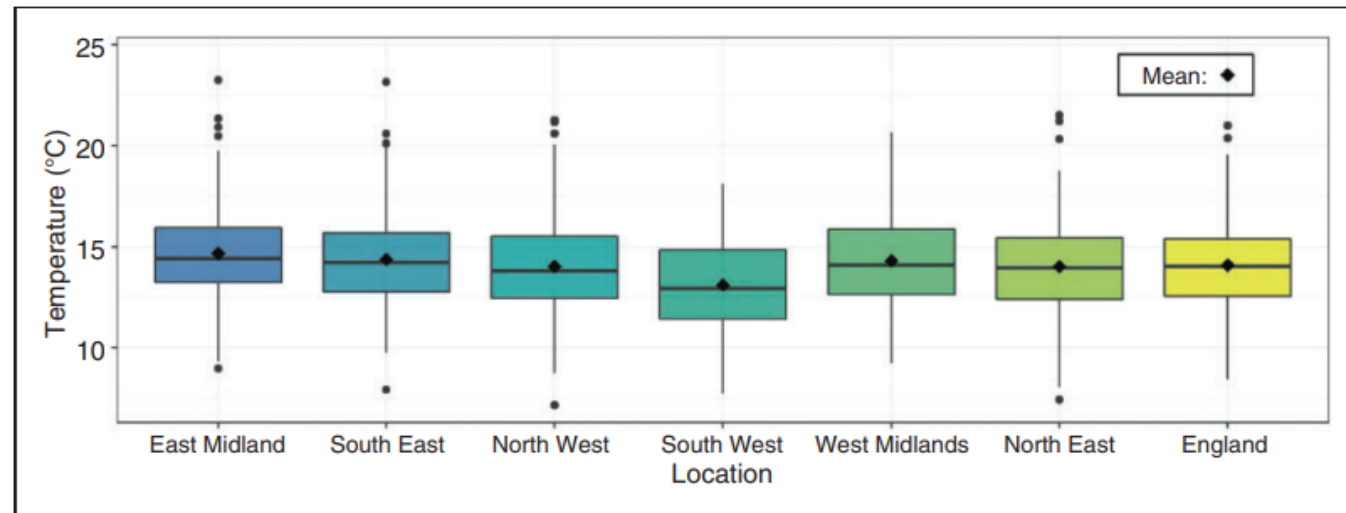 25
Mean:
20
15
10
Temperature (°C)
East Midland South East North West South West West Midlands North East England
Location